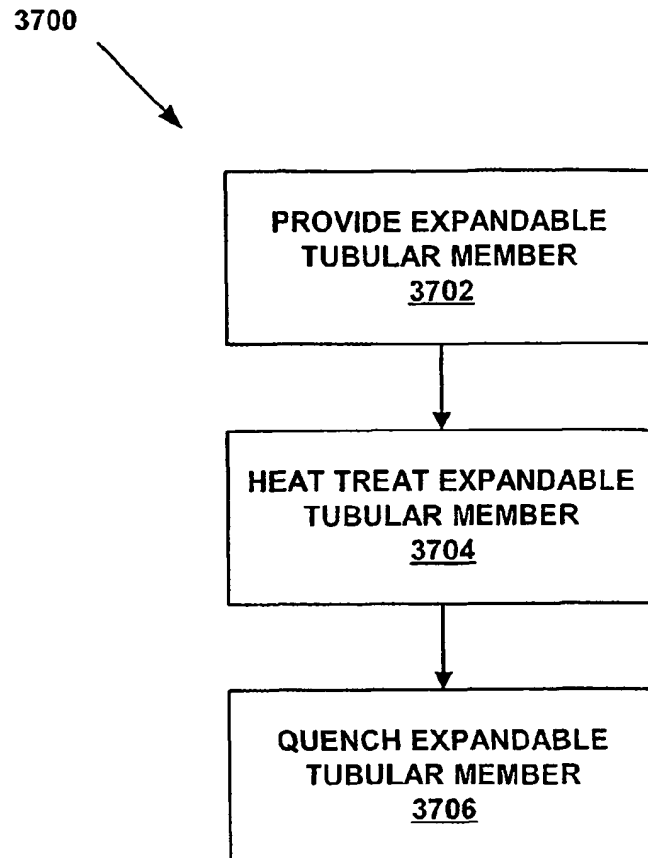 3700
PROVIDE EXPANDABLE
TUBULAR MEMBER
3702
HEAT TREAT EXPANDABLE
TUBULAR MEMBER
3704
QUENCH EXPANDABLE
TUBULAR MEMBER
3706